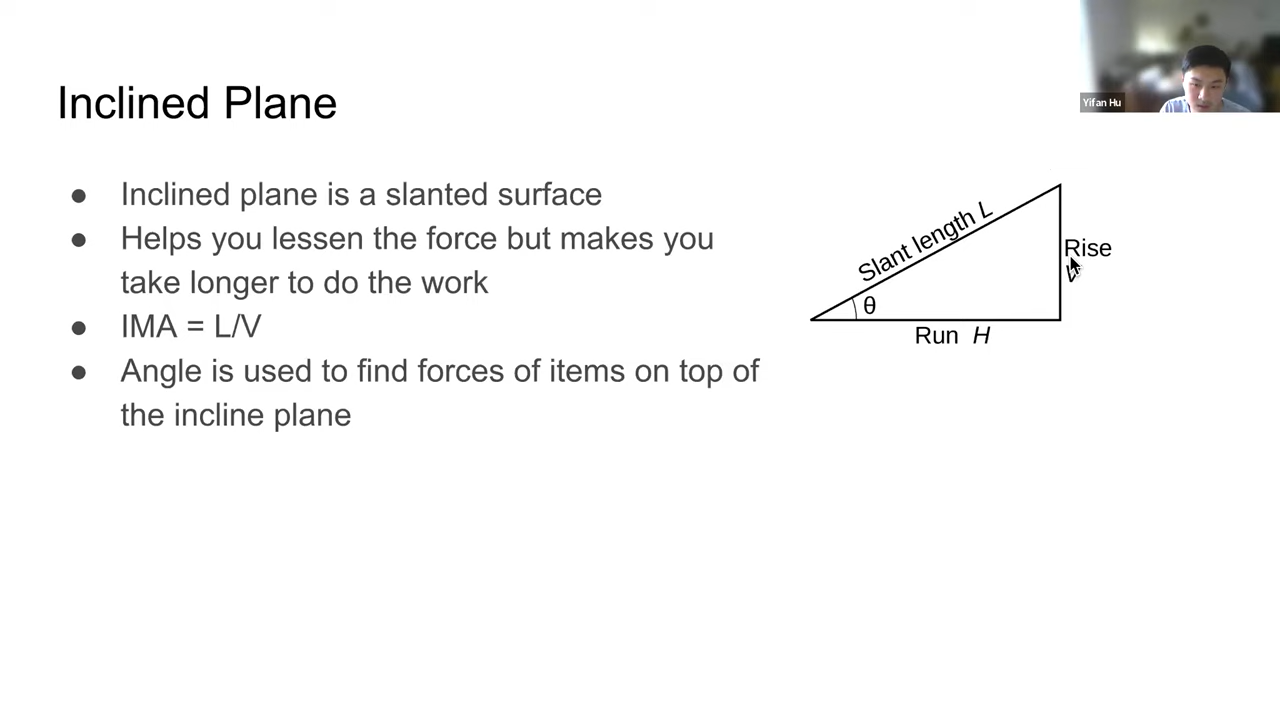 Inclined Plane
Yifan Hu
● Inclined plane is a slanted surface
● Helps you lessen the force but makes you
take longer to do the work
● IMA = L/V
● Angle is used to find forces of items on top of
the incline plane
Slant length L
Rise
θ
Run H